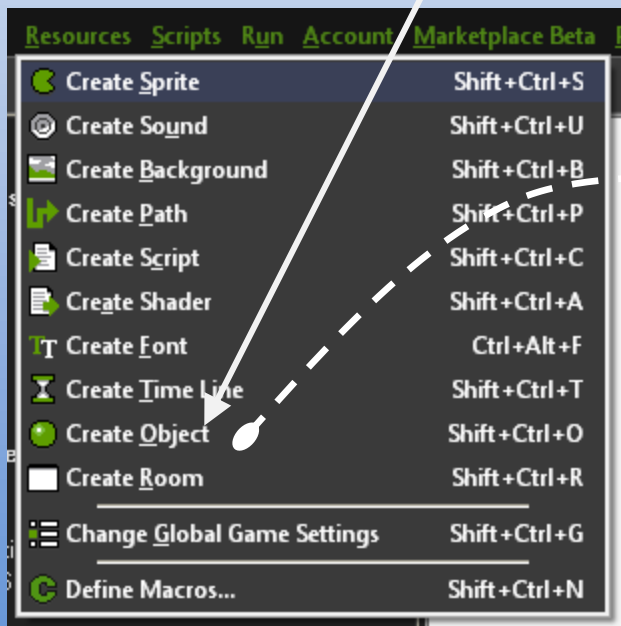 Resources Scripts Run Account Marketplace Beta
Create Sprite Shift+Ctrl+S
Create Sound Shift+Ctrl+U
Create Background Shift+Ctrl+B
Create Path Shift+Ctrl+P
Create Script Shift+Ctrl+C
Create Shader Shift+Ctrl+A
TT Create Font Ctrl+Alt+F
Create Time Line Shift+Ctrl+T
Create Object Shift+Ctrl+O
Create Room Shift+Ctrl+R
Change Global Game Settings Shift+Ctrl+G
C Define Macros... Shift+Ctrl+N